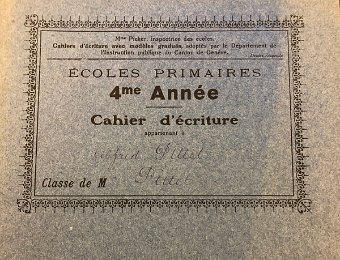 Mme Picker, Inspectrice des écoles.
Cahiers d'écriture avec modèles gradués, adoptés par le Département de
l'Instruction publique du Canton de Genève.
ÉCOLES PRIMAIRES
4me Année
Cahier d'écriture
appartenant à
Alfred
Classe de M